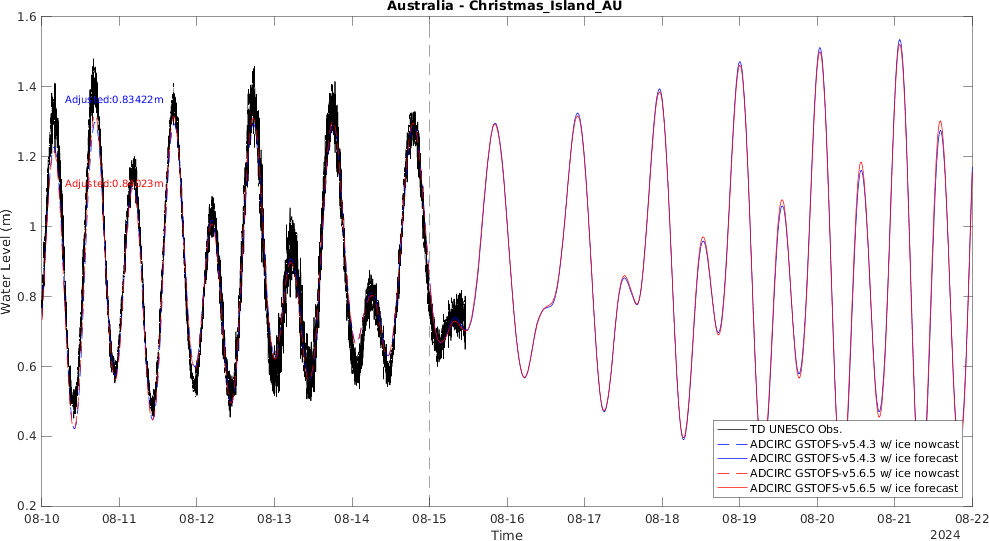 Australia - Christmas_Island_AU
Water Level (m)
1.6
1.4
1.2
1
0.8
0.6
0.4
0.2
Adjusted:0.83422m
TD UNESCO Obs.
ADCIRC GSTOFS-v5.4.3 w/ ice nowcast
ADCIRC GSTOFS-v5.4.3 w/ ice forecast
ADCIRC GSTOFS-v5.6.5 w/ ice nowcast
ADCIRC GSTOFS-v5.6.5 w/ ice forecast
08-10 08-11 08-12 08-13 08-14 08-15 08-16 08-17 08-18 08-19 08-20 08-21 08-22
Time
2024